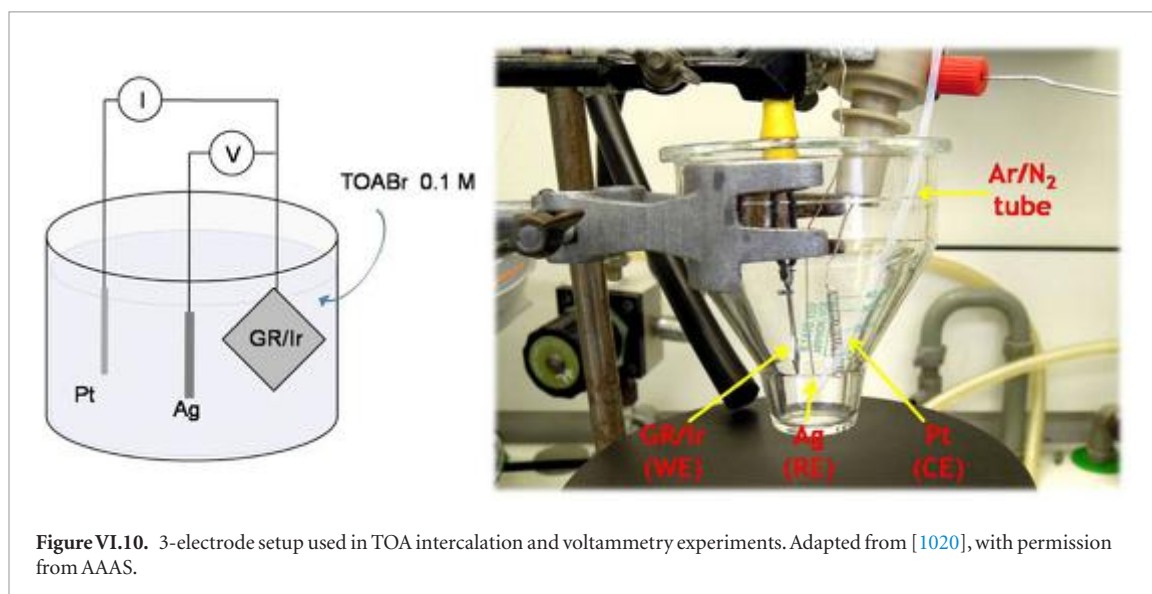 I
V
TOABr 0.1 M
GR/Ir
Pt
Ag
Ar/N₂
tube
GR/Ir
(WE)
Ag
(RE)
Pt
(CE)
Figure VI.10. 3-electrode setup used in TOA intercalation and voltammetry experiments. Adapted from [1020], with permission
from AAAS.